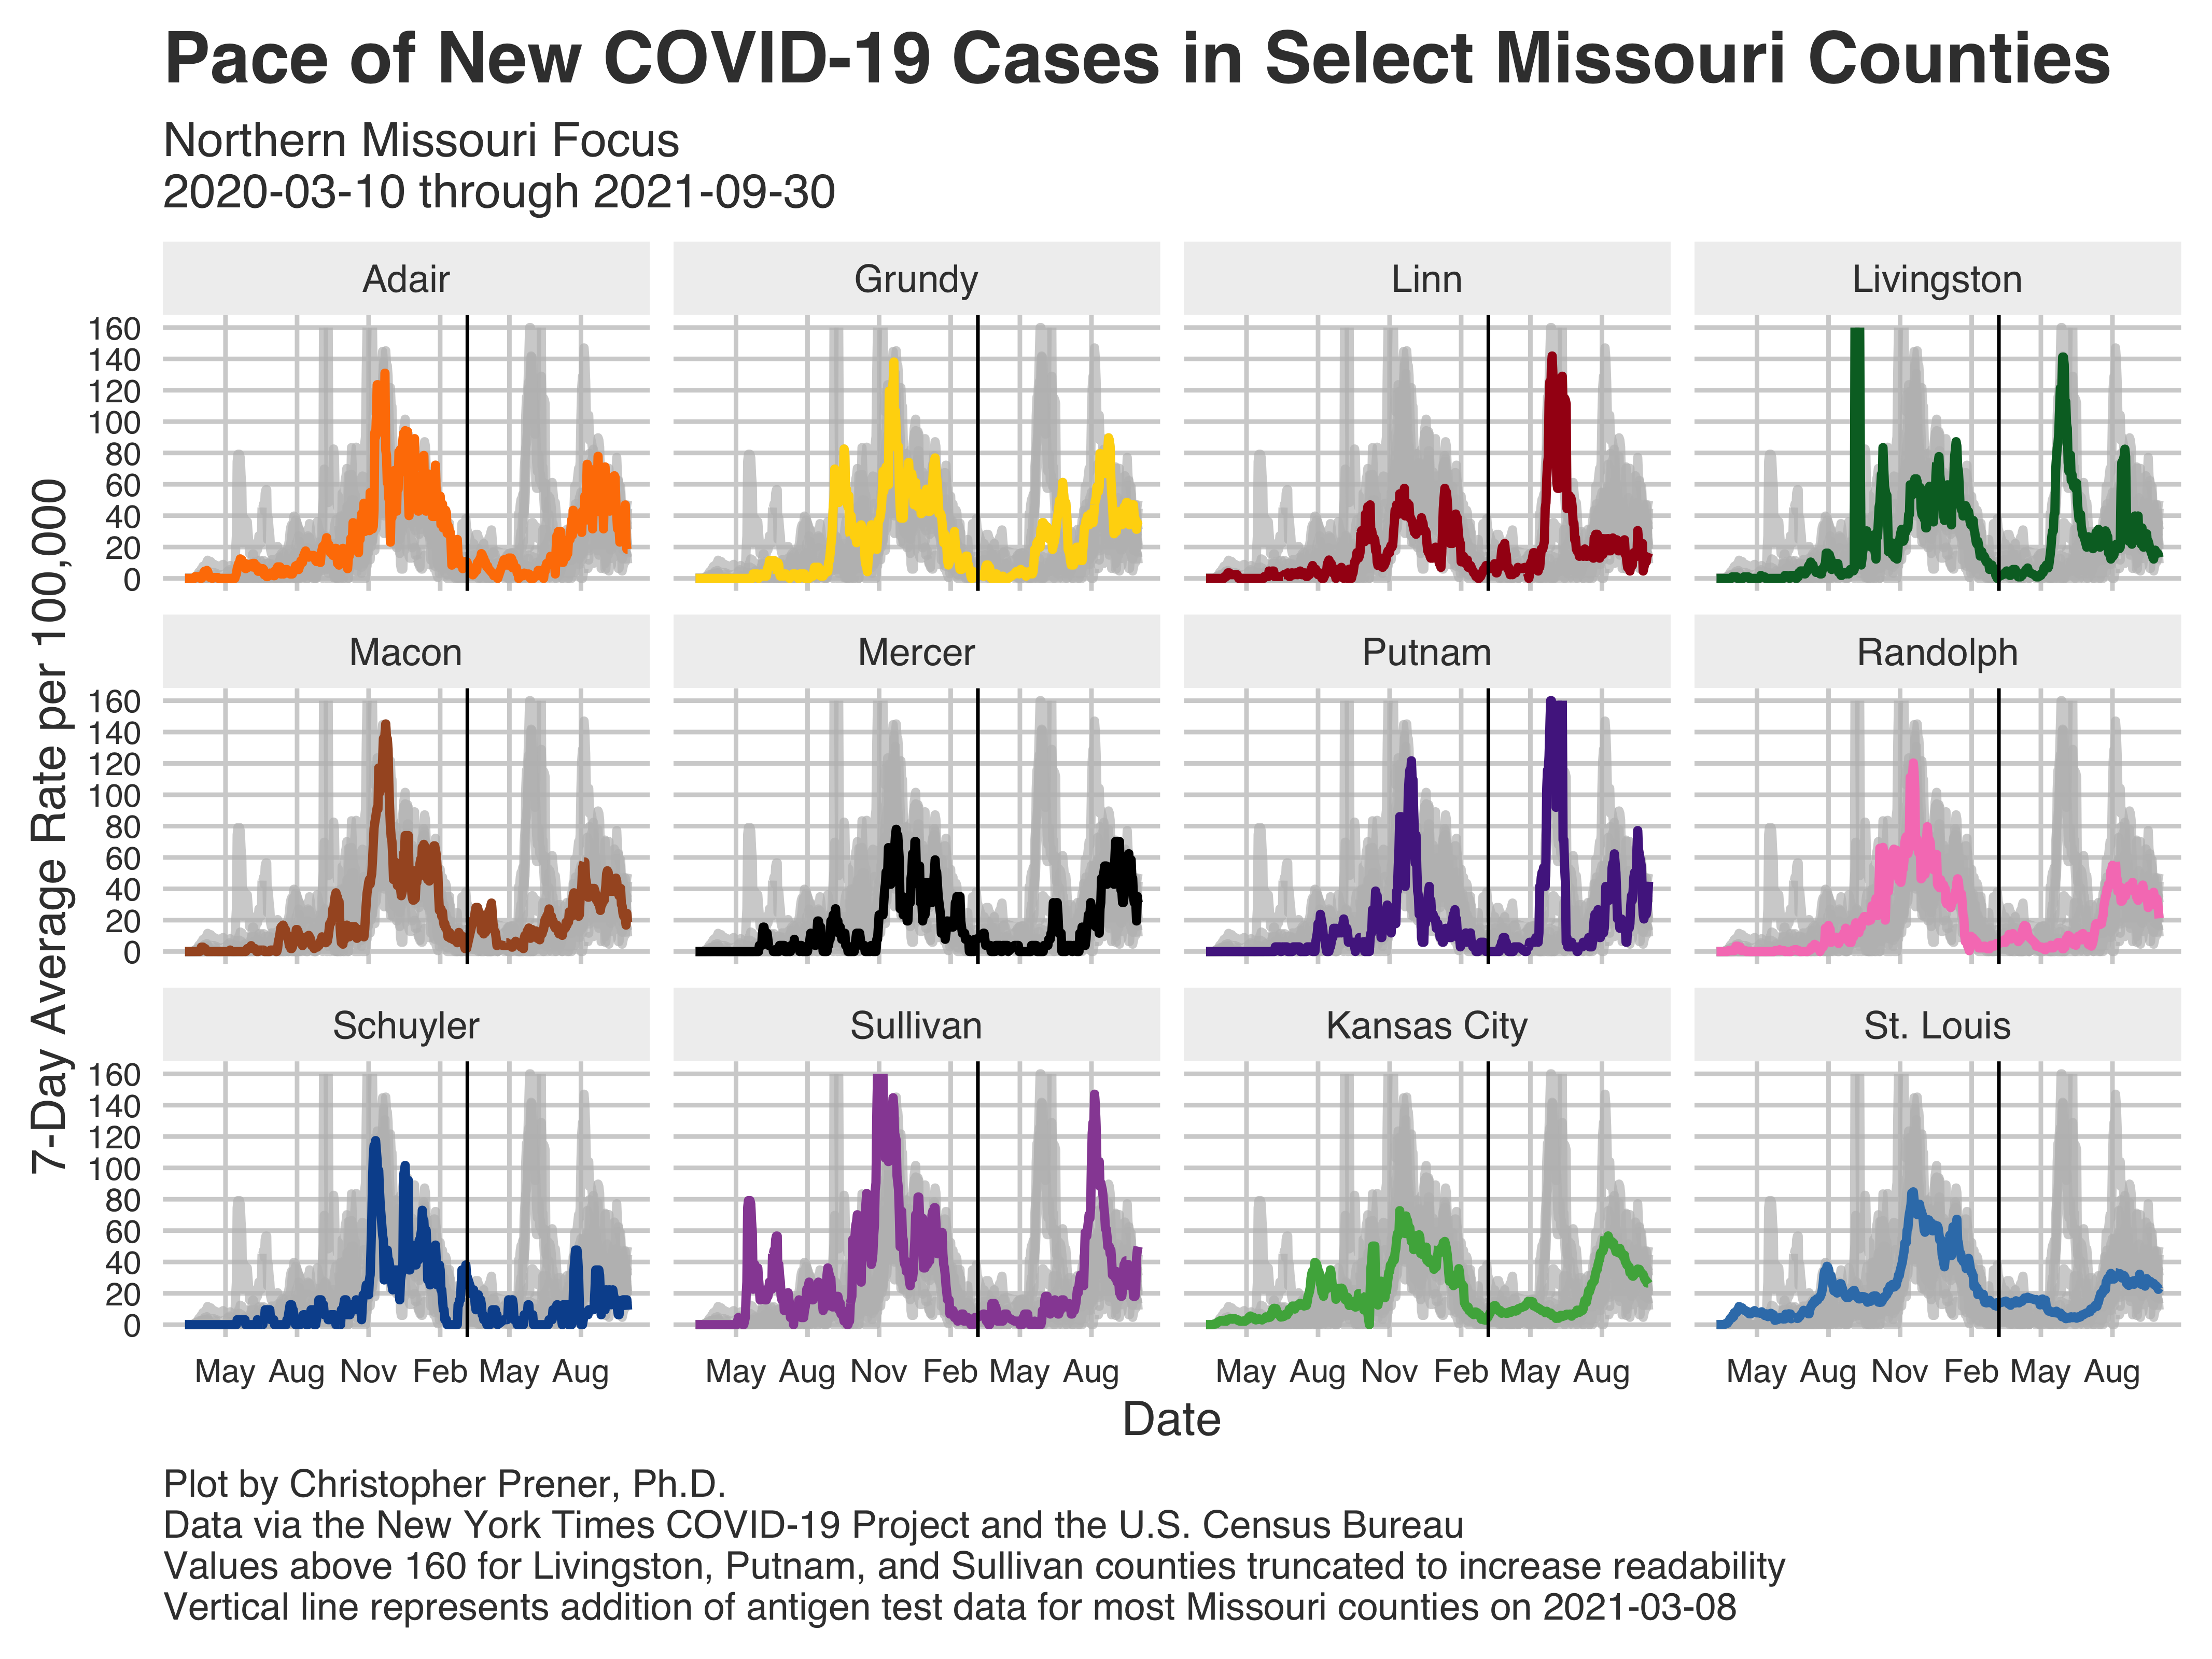 Pace of New COVID-19 Cases in Select Missouri Counties
Northern Missouri Focus
2020-03-10 through 2021-09-30
Adair
Grundy
Linn
Livingston
160
140
120
100
80
60
40
20
0
Macon
Mercer
Putnam
Randolph
160
140
120
100
80
60
40
20
0
Schuyler
Sullivan
Kansas City
St. Louis
160
140
120
100
80
60
40
20
0
7-Day Average Rate per 100,000
May Aug Nov Feb May Aug
May Aug Nov Feb May Aug
May Aug Nov Feb May Aug
May Aug Nov Feb May Aug
Date
Plot by Christopher Prener, Ph.D.
Data via the New York Times COVID-19 Project and the U.S. Census Bureau
Values above 160 for Livingston, Putnam, and Sullivan counties truncated to increase readability
Vertical line represents addition of antigen test data for most Missouri counties on 2021-03-08